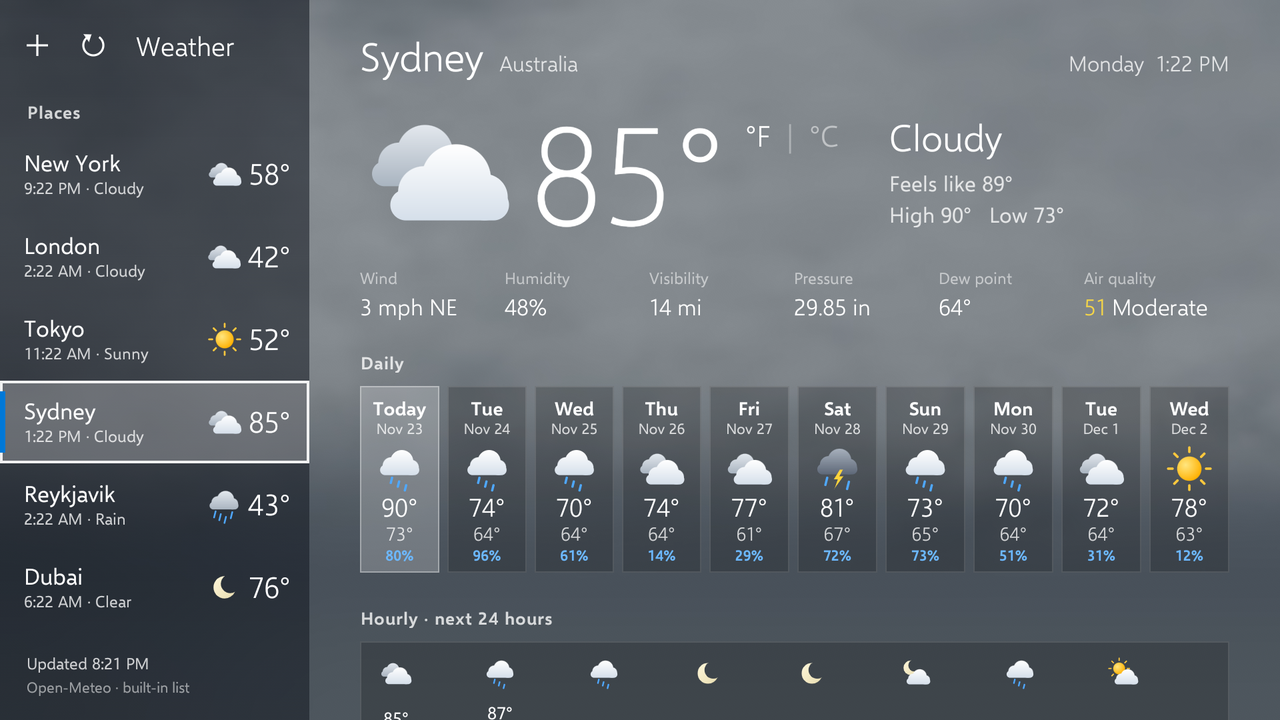 Weather
Places
New York
9:22 PM · Cloudy
58°
London
2:22 AM · Cloudy
42°
Tokyo
11:22 AM · Sunny
52°
Sydney
1:22 PM · Cloudy
85°
Reykjavik
2:22 AM · Rain
43°
Dubai
6:22 AM · Clear
76°
Updated 8:21 PM
Open-Meteo · built-in list
Sydney Australia
Monday 1:22 PM
85° °F | °C
Cloudy
Feels like 89°
High 90° Low 73°
Wind
3 mph NE
Humidity
48%
Visibility
14 mi
Pressure
29.85 in
Dew point
64°
Air quality
51 Moderate
Daily
Today
Nov 23
90°
73°
80%
Tue
Nov 24
74°
64°
96%
Wed
Nov 25
70°
64°
61%
Thu
Nov 26
74°
64°
14%
Fri
Nov 27
77°
61°
29%
Sat
Nov 28
81°
67°
72%
Sun
Nov 29
73°
65°
73%
Mon
Nov 30
70°
64°
51%
Tue
Dec 1
72°
64°
31%
Wed
Dec 2
78°
63°
12%
Hourly · next 24 hours
85°
87°